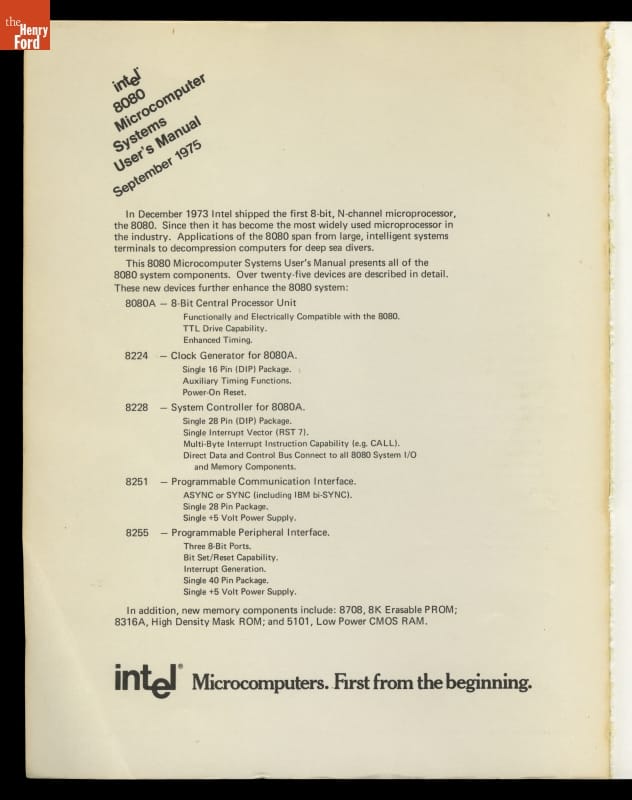 the
Henry
Ford
intel®
8080
Microcomputer
Systems
User's Manual
September 1975
In December 1973 Intel shipped the first 8-bit, N-channel microprocessor,
the 8080. Since then it has become the most widely used microprocessor in
the industry. Applications of the 8080 span from large, intelligent systems
terminals to decompression computers for deep sea divers.
This 8080 Microcomputer Systems User's Manual presents all of the
8080 system components. Over twenty-five devices are described in detail.
These new devices further enhance the 8080 system:
8080A – 8-Bit Central Processor Unit
Functionally and Electrically Compatible with the 8080.
TTL Drive Capability.
Enhanced Timing.
8224 – Clock Generator for 8080A.
Single 16 Pin (DIP) Package.
Auxiliary Timing Functions.
Power-On Reset.
8228 – System Controller for 8080A.
Single 28 Pin (DIP) Package.
Single Interrupt Vector (RST 7).
Multi-Byte Interrupt Instruction Capability (e.g. CALL).
Direct Data and Control Bus Connect to all 8080 System I/O
and Memory Components.
8251 – Programmable Communication Interface.
ASYNC or SYNC (including IBM bi-SYNC).
Single 28 Pin Package.
Single +5 Volt Power Supply.
8255 – Programmable Peripheral Interface.
Three 8-Bit Ports.
Bit Set/Reset Capability.
Interrupt Generation.
Single 40 Pin Package.
Single +5 Volt Power Supply.
In addition, new memory components include: 8708, 8K Erasable PROM;
8316A, High Density Mask ROM; and 5101, Low Power CMOS RAM.
intel® Microcomputers. First from the beginning.